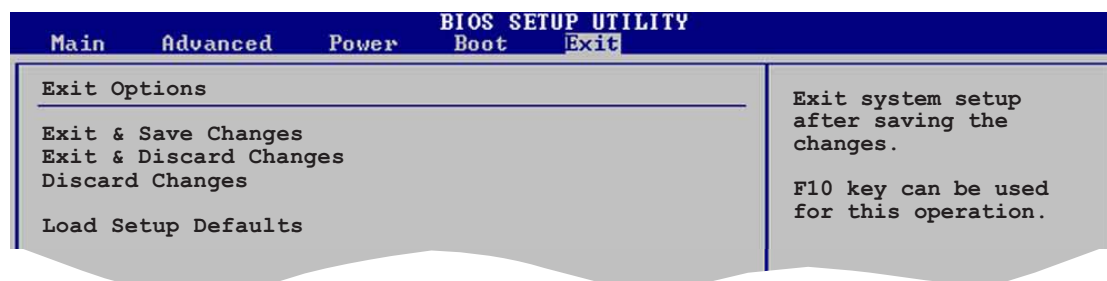 BIOS SETUP UTILITY
Main Advanced Power Boot Exit
Exit Options
Exit & Save Changes
Exit & Discard Changes
Discard Changes
Load Setup Defaults
Exit system setup
after saving the
changes.
F10 key can be used
for this operation.